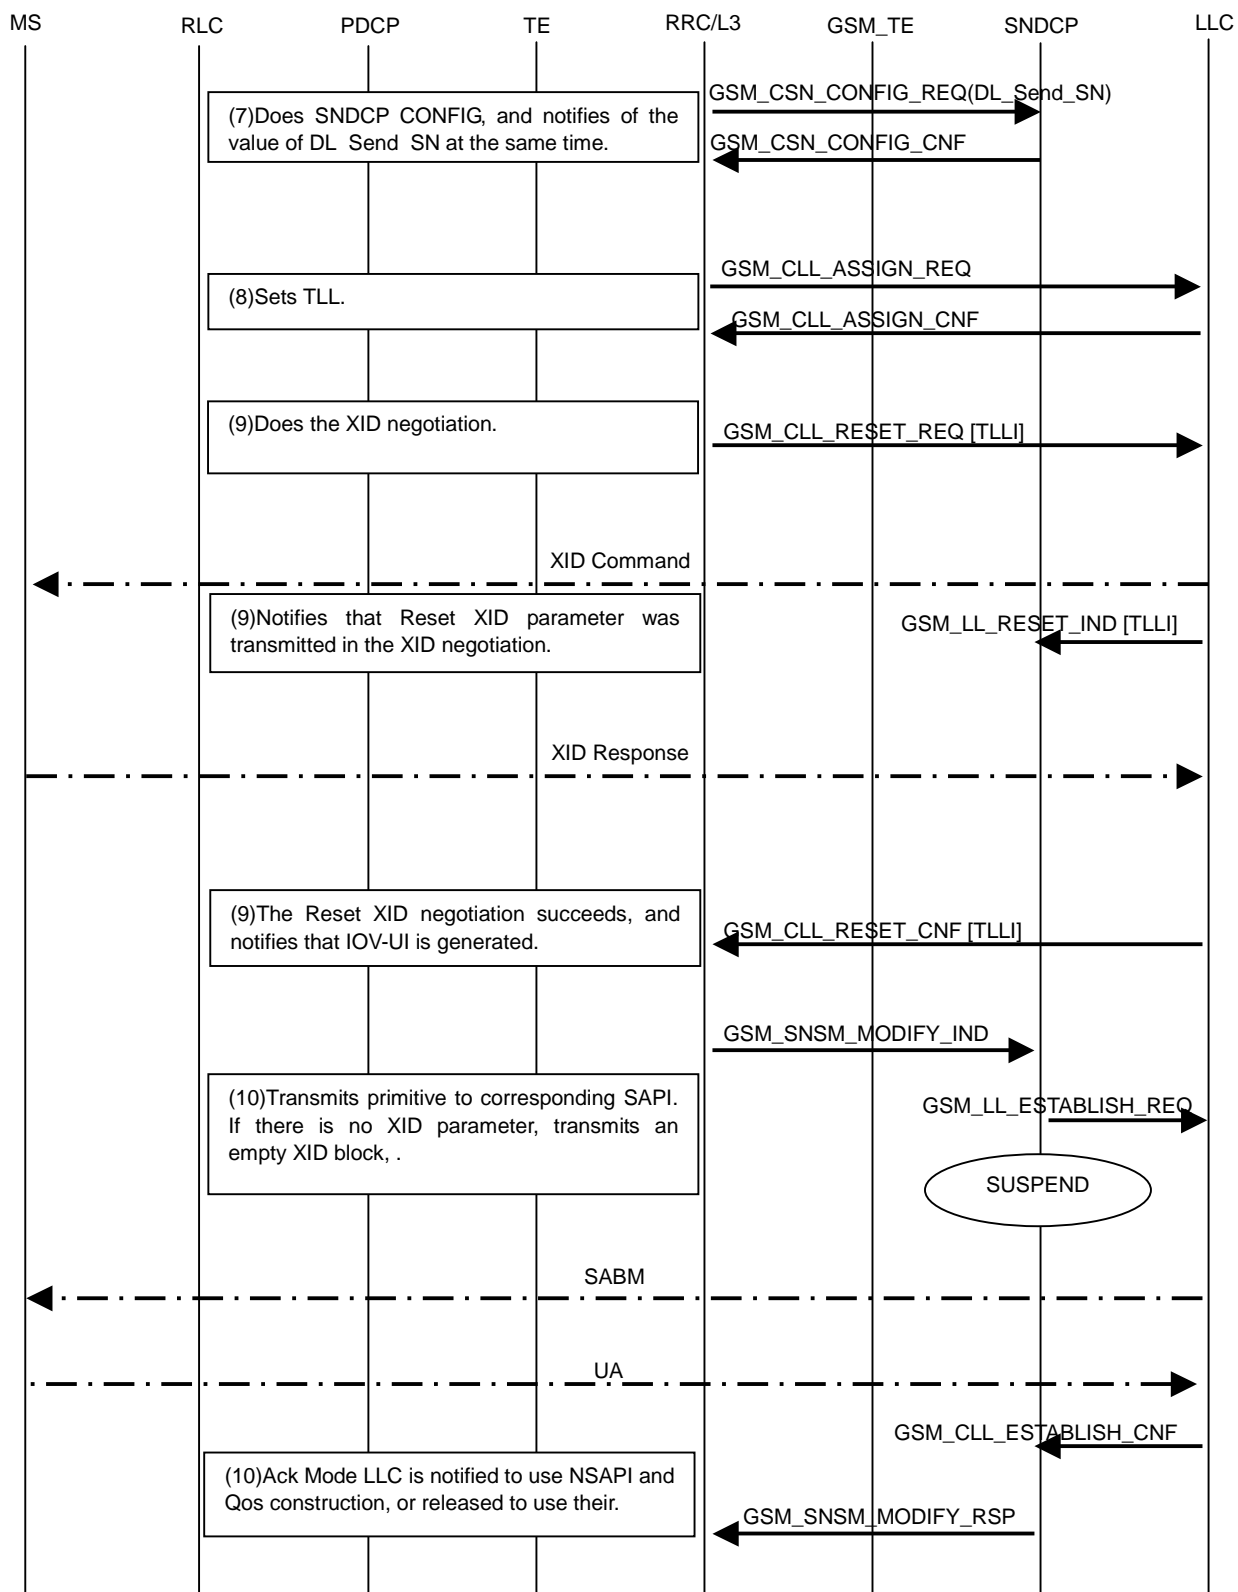 MS RLC PDCP TE RRC/L3 GSM_TE SNDCP LLC
GSM_CSN_CONFIG_REQ(DL_Send_SN)
(7)Does SNDCP CONFIG, and notifies of the
value of DL Send SN at the same time.
GSM_CSN_CONFIG_CNF
GSM_CLL_ASSIGN_REQ
(8)Sets TLL.
GSM_CLL_ASSIGN_CNF
(9)Does the XID negotiation.
GSM_CLL_RESET_REQ [TLLI]
XID Command
(9)Notifies that Reset XID parameter was
transmitted in the XID negotiation.
GSM_LL_RESET_IND [TLLI]
XID Response
(9)The Reset XID negotiation succeeds, and
notifies that IOV-UI is generated.
GSM_CLL_RESET_CNF [TLLI]
GSM_SNSM_MODIFY_IND
(10)Transmits primitive to corresponding SAPI.
If there is no XID parameter, transmits an
empty XID block, .
GSM_LL_ESTABLISH_REQ
SUSPEND
SABM
UA
GSM_CLL_ESTABLISH_CNF
(10)Ack Mode LLC is notified to use NSAPI and
Qos construction, or released to use their.
GSM_SNSM_MODIFY_RSP